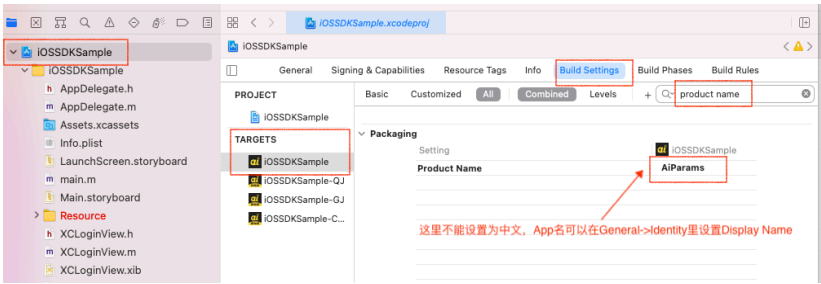 iOSSDKSample.xcodeproj
iOSSDKSample
iOSSDKSample
AppDelegate.h
AppDelegate.m
Assets.xcassets
Info.plist
LaunchScreen.storyboard
main.m
Main.storyboard
Resource
XCLoginView.h
XCLoginView.m
XCLoginView.xib
iOSSDKSample
General Signing & Capabilities Resource Tags Info Build Settings Build Phases Build Rules
PROJECT
iOSSDKSample
TARGETS
iOSSDKSample
iOSSDKSample-QJ
iOSSDKSample-GJ
iOSSDKSample-C...
Basic Customized All Combined Levels + product name
Packaging
Setting iOSSDKSample
Product Name AiParams
这里不能设置为中文，App名可以在General->Identity里设置Display Name